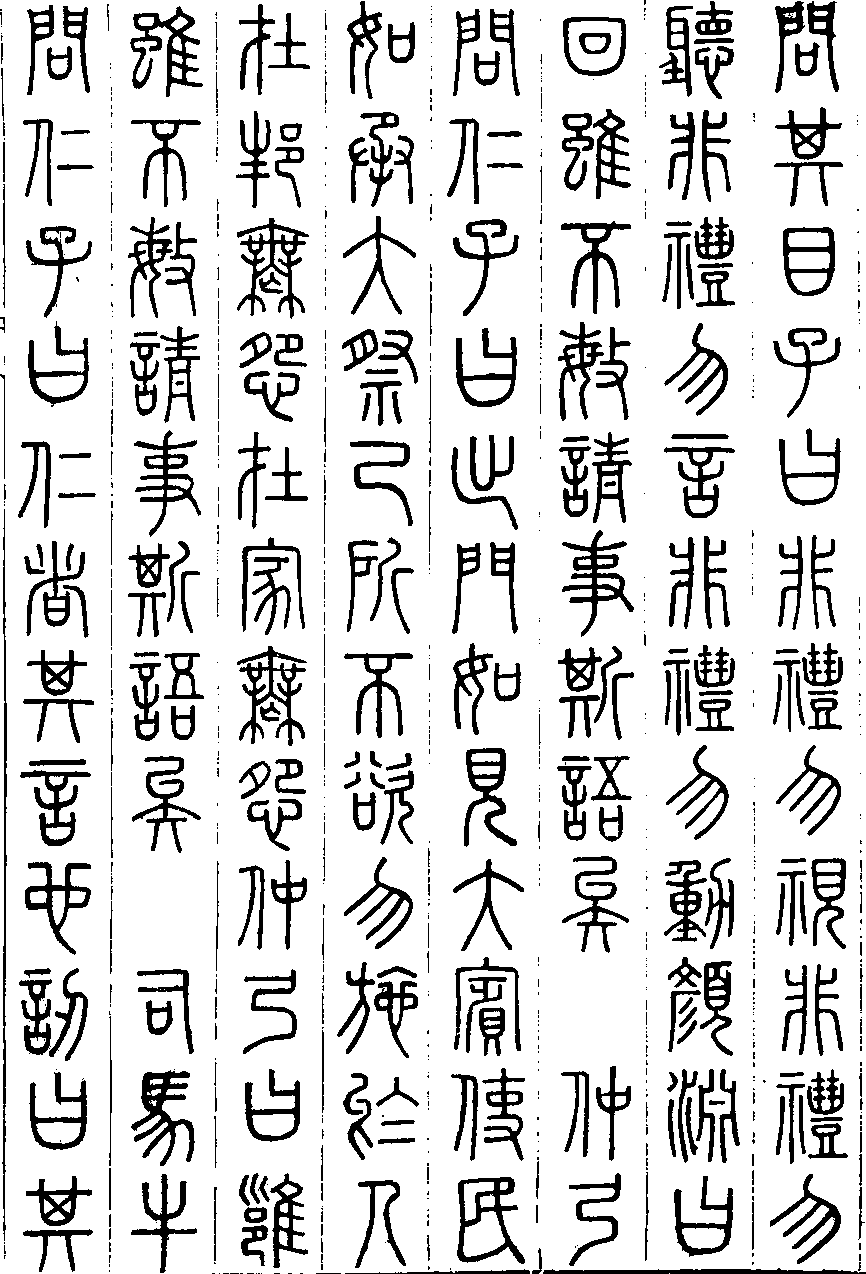 問其目子曰非禮勿視非禮勿
聽非禮勿言非禮勿動顏淵曰
回雖不敏請事斯語矣　仲弓
問仁子曰出門如見大賓使民
如承大祭己所不欲勿施於人
在邦無怨在家無怨仲弓曰雍
雖不敏請事斯語矣　司馬牛
問仁子曰仁者其言也訒曰其